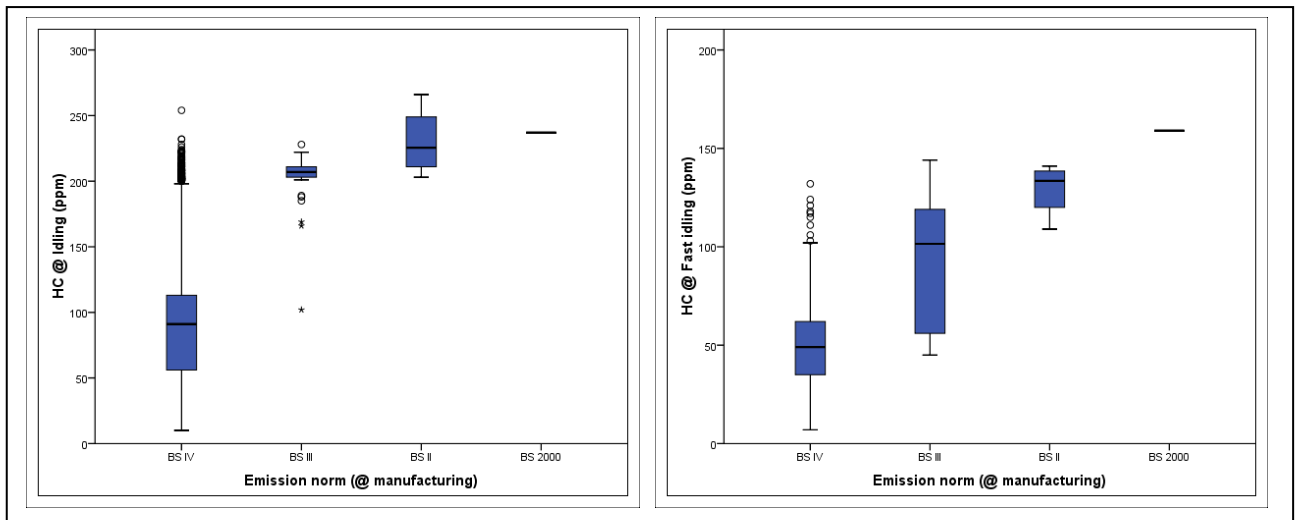 HC @ Idling (ppm)
300
250
200
150
100
50
0
BS IV
BS III
BS II
BS 2000
Emission norm (@ manufacturing)
HC @ Fast idling (ppm)
200
150
100
50
0
BS IV
BS III
BS II
BS 2000
Emission norm (@ manufacturing)